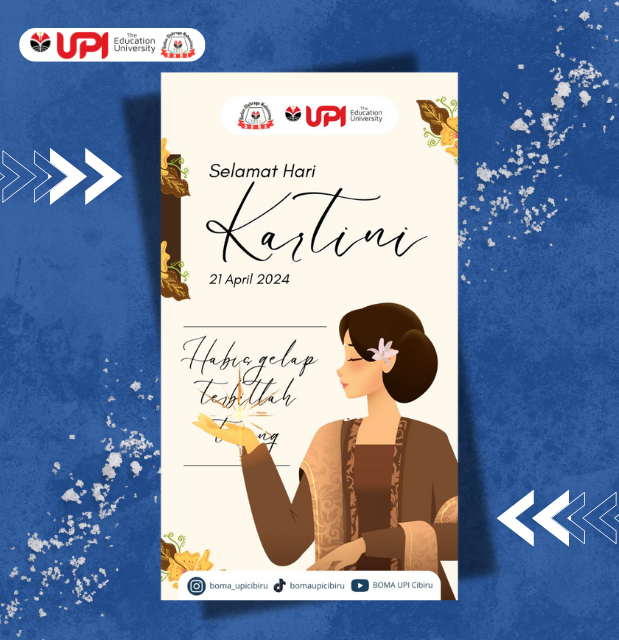 UPI The Education University
UPI The Education University
Selamat Hari
Kartini
21 April 2024
Habis gelap
terbitlah
boma_upicibiru bomaupicibiru BOMA UPI Cibiru